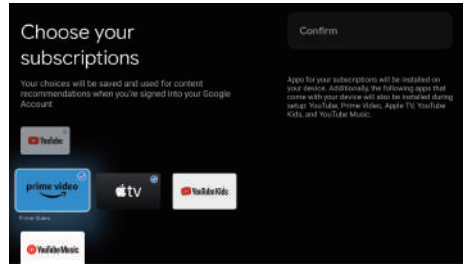 Choose your
subscriptions
Your choices will be saved and used for content
recommendations when you're signed into your Google
Account
YouTube
prime video
tv
YouTube Kids
Prime Video
YouTube Music
Confirm
Apps for your subscriptions will be installed on
your device. Additionally, the following apps that
come with your device will also be installed during
setup: YouTube, Prime Video, Apple TV, YouTube
Kids, and YouTube Music.